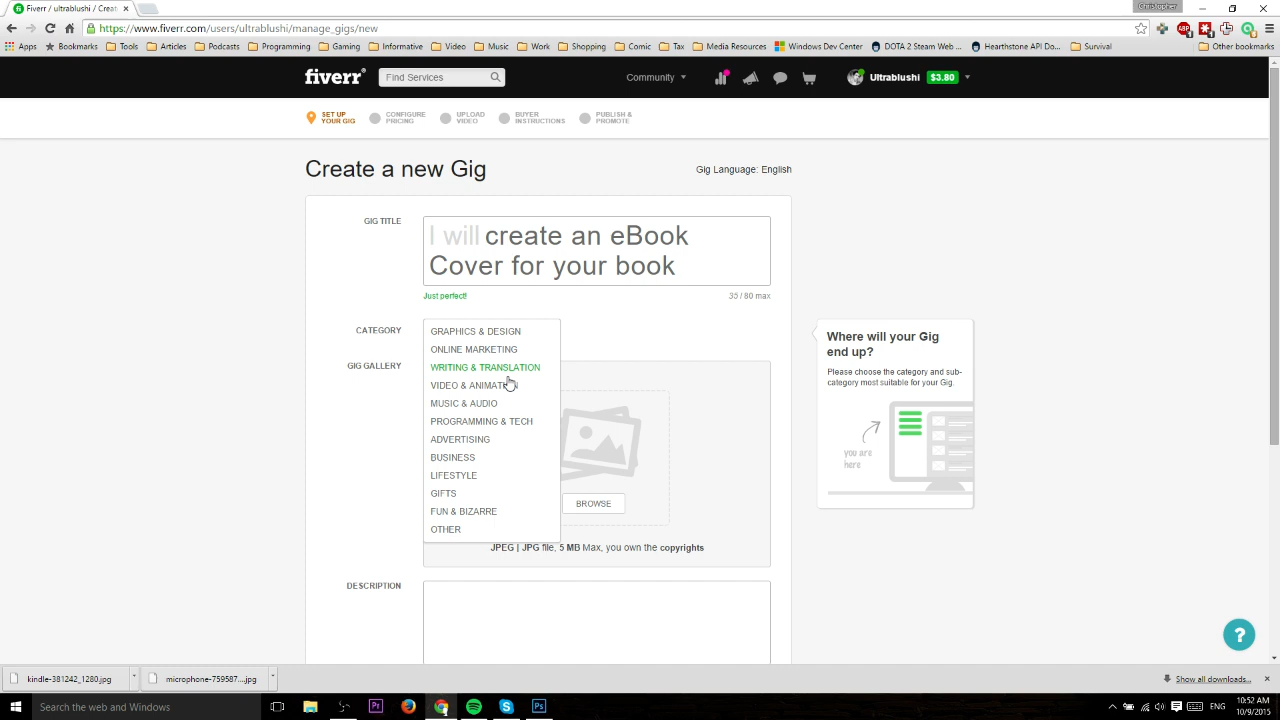 Christopher
Fiverr / ultrablushi / Creat
https://www.fiverr.com/users/ultrablushi/manage_gigs/new
Apps Bookmarks Tools Articles Podcasts Programming Gaming Informative Video Music Work Shopping Comic Tax Media Resources Windows Dev Center DOTA 2 Steam Web ... Hearthstone API Do... Survival Other bookmarks
fiverr® Find Services Community Ultrablushi $3.80
SET UP YOUR GIG
CONFIGURE PRICING
UPLOAD VIDEO
BUYER INSTRUCTIONS
PUBLISH & PROMOTE
Create a new Gig
Gig Language: English
GIG TITLE
I will create an eBook
Cover for your book
Just perfect!
35 / 80 max
CATEGORY
GRAPHICS & DESIGN
ONLINE MARKETING
WRITING & TRANSLATION
VIDEO & ANIMATION
MUSIC & AUDIO
PROGRAMMING & TECH
ADVERTISING
BUSINESS
LIFESTYLE
GIFTS
FUN & BIZARRE
OTHER
GIG GALLERY
BROWSE
JPEG | JPG file, 5 MB Max, you own the copyrights
Where will your Gig
end up?
Please choose the category and sub-
category most suitable for your Gig.
you are
here
DESCRIPTION
?
kindle-381242_1280.jpg
microphone-759587....jpg
Show all downloads...
Search the web and Windows
ENG
10:52 AM
10/9/2015